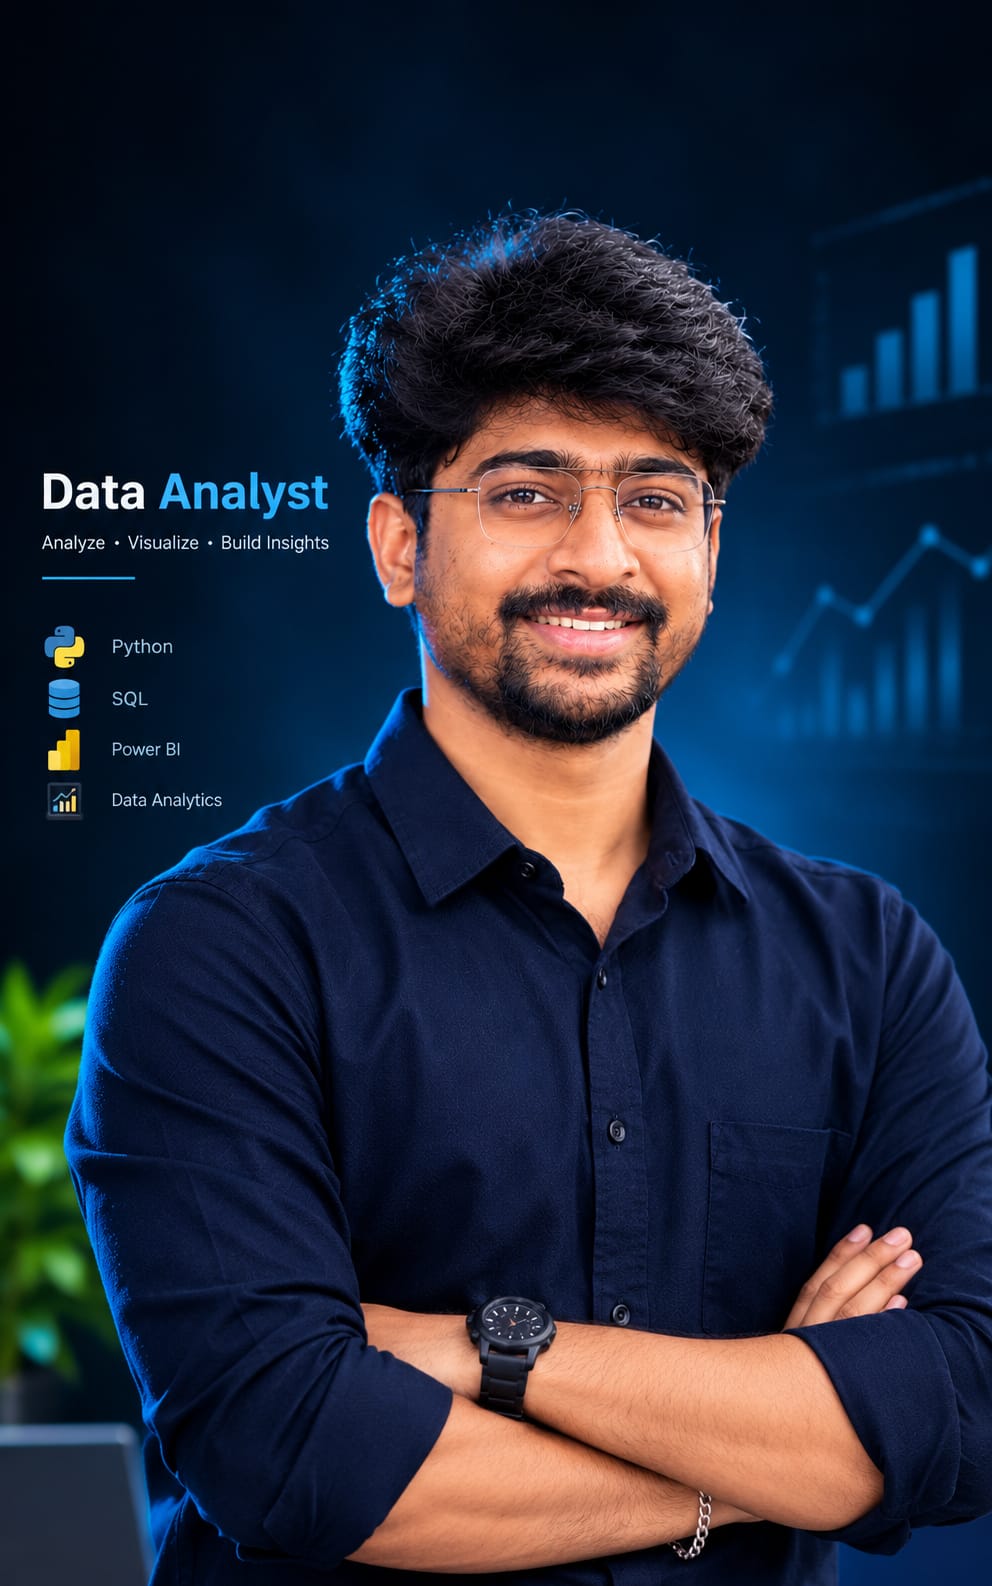 Data Analyst
Analyze • Visualize • Build Insights
Python
SQL
Power BI
Data Analytics